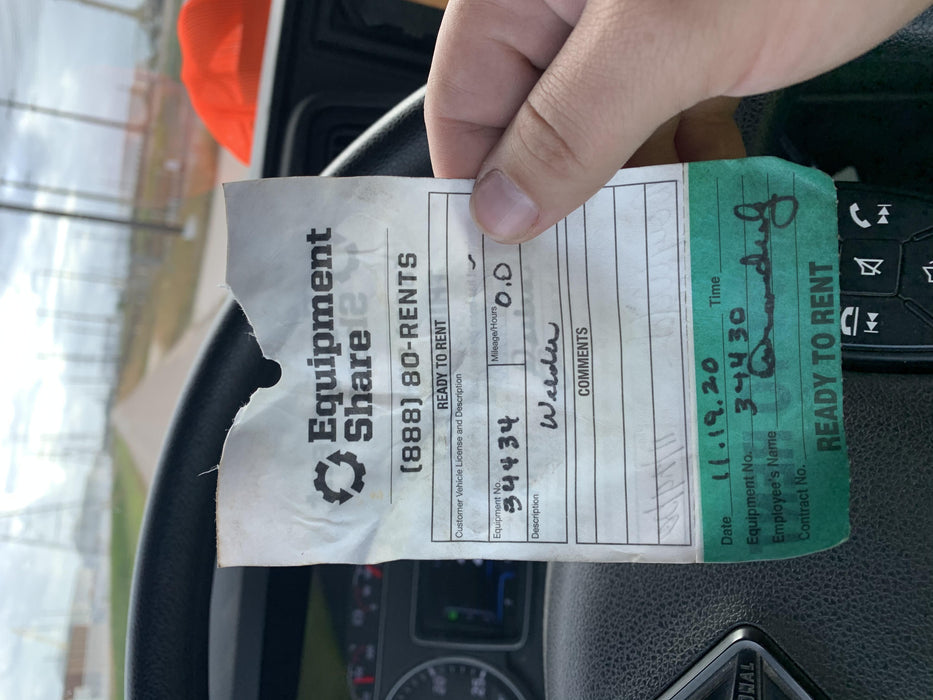 Equipment
Share
(888) 80-RENTS
READY TO RENT
Customer Vehicle License and Description
Equipment No. 34434 Mileage/Hours 0.0
Description Welder
COMMENTS
Date 11.19.20 Time
Equipment No. 34430
Employee's Name
Contract No.
READY TO RENT
20
NAL